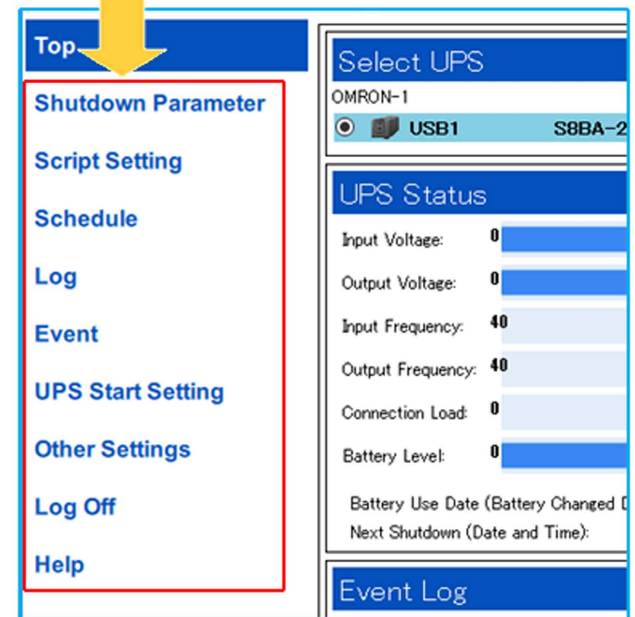 Top
Shutdown Parameter
Script Setting
Schedule
Log
Event
UPS Start Setting
Other Settings
Log Off
Help
Select UPS
OMRON-1
USB1 S8BA-2
UPS Status
Input Voltage: 0
Output Voltage: 0
Input Frequency: 40
Output Frequency: 40
Connection Load: 0
Battery Level: 0
Battery Use Date (Battery Changed
Next Shutdown (Date and Time):
Event Log